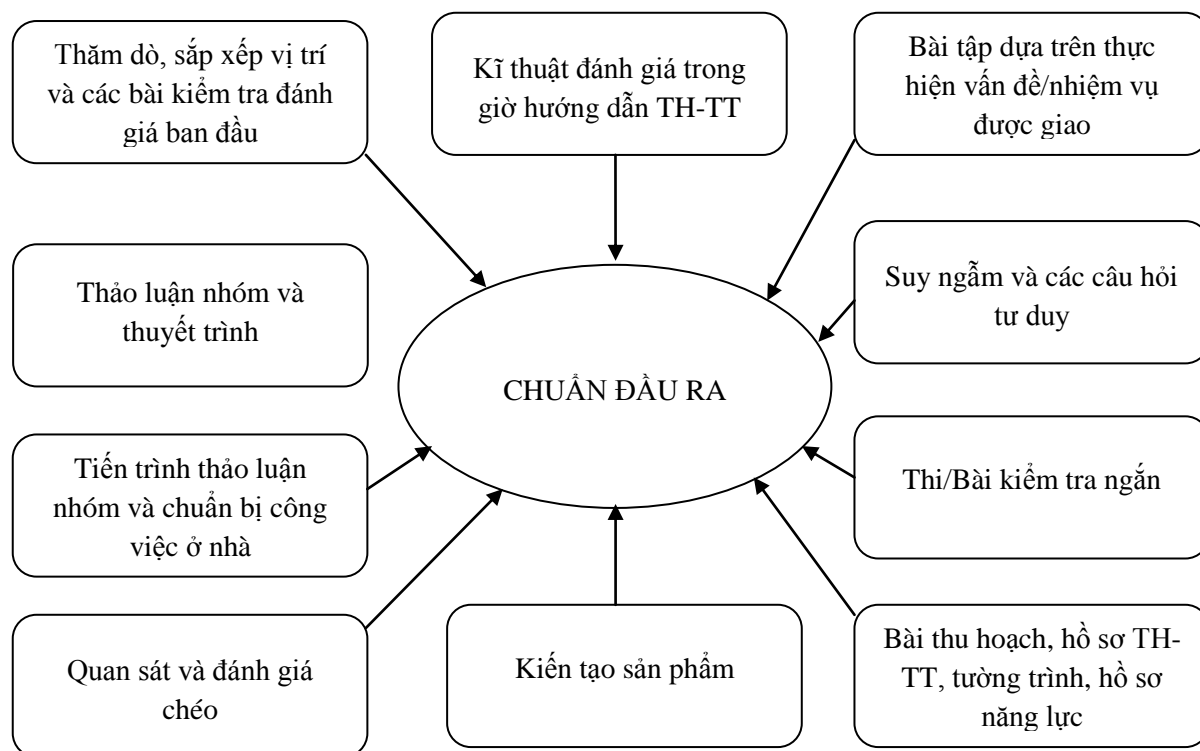 Thăm dò, sắp xếp vị trí
và các bài kiểm tra đánh
giá ban đầu
Kĩ thuật đánh giá trong
giờ hướng dẫn TH-TT
Bài tập dựa trên thực
hiện vấn đề/nhiệm vụ
được giao
Thảo luận nhóm và
thuyết trình
Suy ngẫm và các câu hỏi
tư duy
CHUẨN ĐẦU RA
Tiến trình thảo luận
nhóm và chuẩn bị công
việc ở nhà
Thi/Bài kiểm tra ngắn
Quan sát và đánh giá
chéo
Kiến tạo sản phẩm
Bài thu hoạch, hồ sơ TH-
TT, tường trình, hồ sơ
năng lực